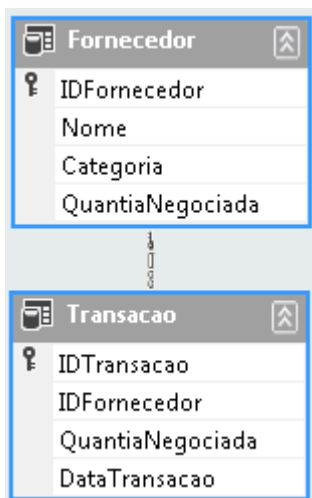 Fornecedor
IDFornecedor
Nome
Categoria
QuantiaNegociada
Transacao
IDTransacao
IDFornecedor
QuantiaNegociada
DataTransacao